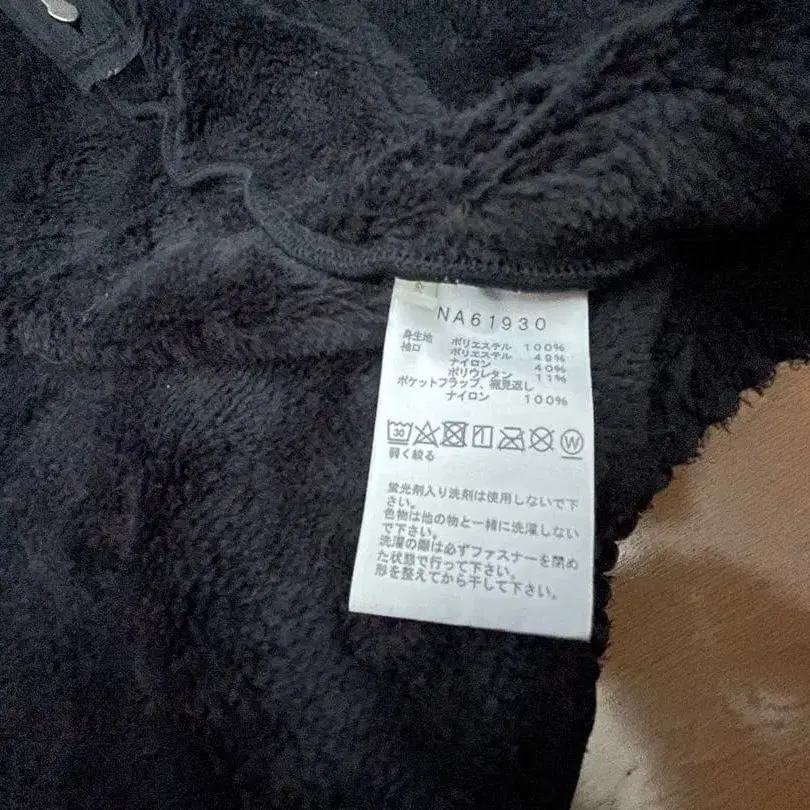 NA61930
身生地 ポリエステル 100%
袖口 ポリエステル 49%
ナイロン 40%
ポリウレタン 11%
ポケットフラップ、裾見返し
ナイロン 100%
30 W
弱く絞る
蛍光剤入り洗剤は使用しないで下
さい。
色物は他の物と一緒に洗濯しない
で下さい。
洗濯の際は必ずファスナーを閉め
た状態で行って下さい。
形を整えてから干して下さい。